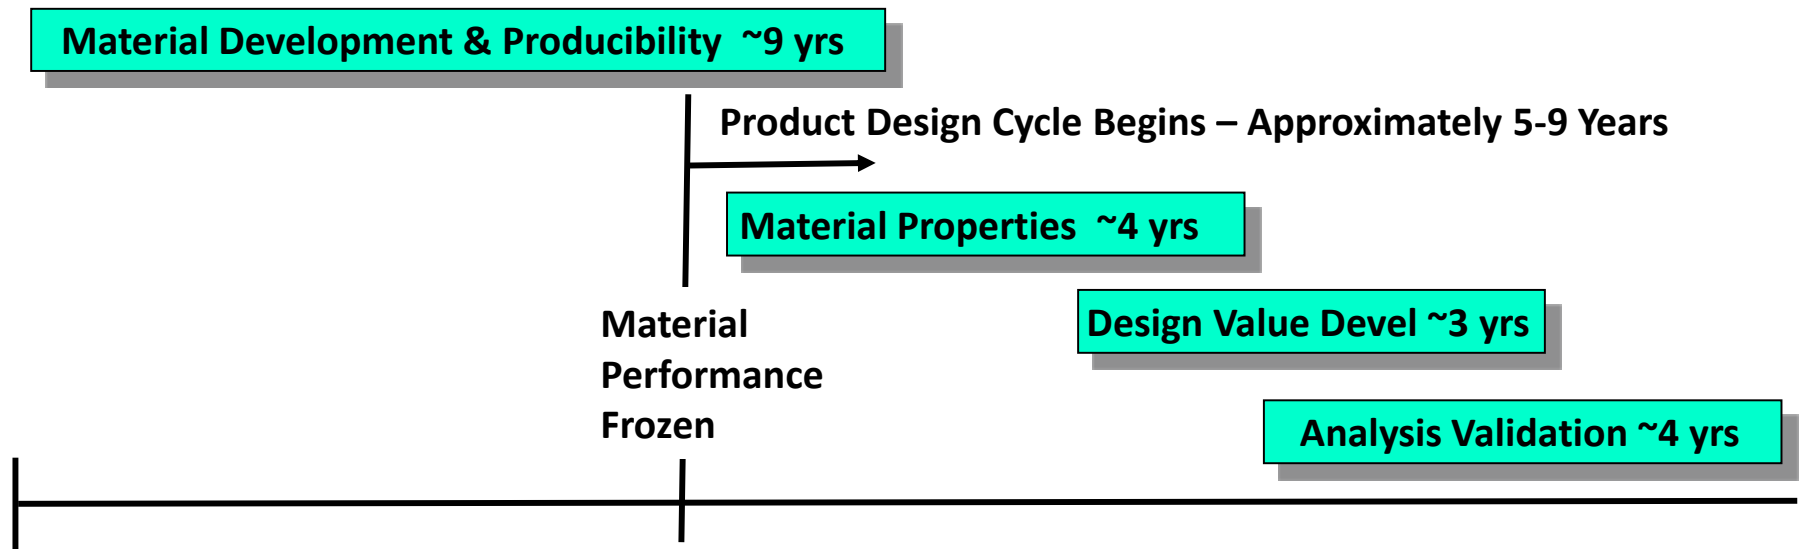 Material Development & Producibility ~9 yrs
Product Design Cycle Begins – Approximately 5-9 Years
Material Properties ~4 yrs
Design Value Devel ~3 yrs
Material
Performance
Frozen
Analysis Validation ~4 yrs